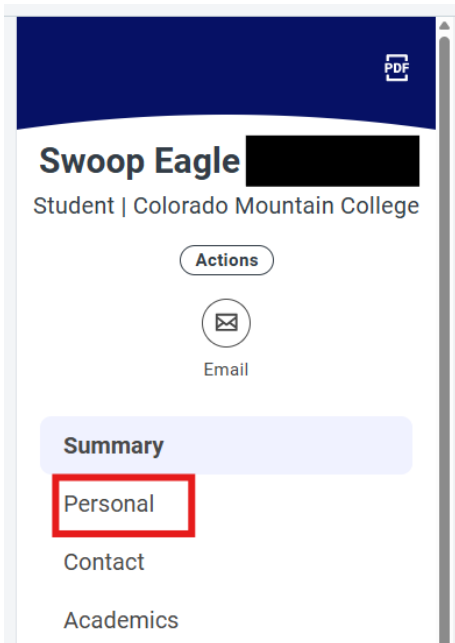 PDF
Swoop Eagle
Student | Colorado Mountain College
Actions
Email
Summary
Personal
Contact
Academics